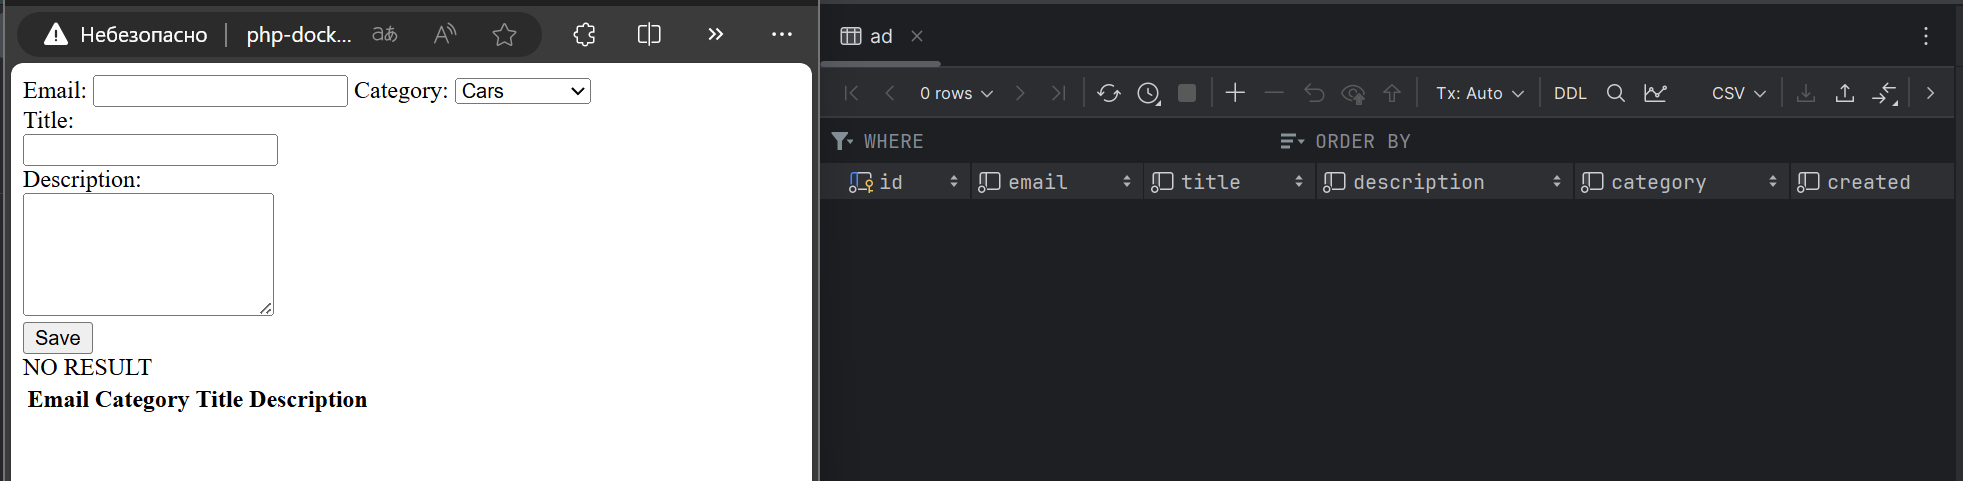 Небезопасно php-dock...
Email: Category: Cars
Title:
Description:
Save
NO RESULT
Email Category Title Description
ad
0 rows Tx: Auto DDL CSV
WHERE ORDER BY
id email title description category created